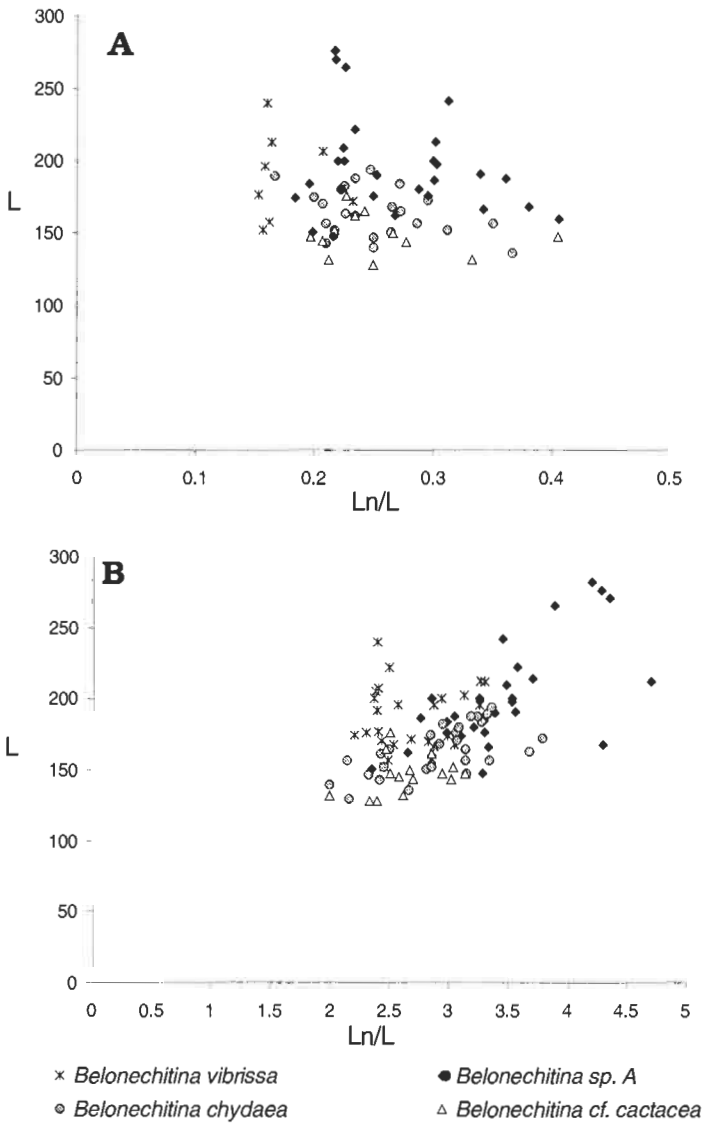 A
300
250
200
L
150
100
50
0
0 0.1 0.2 0.3 0.4 0.5
Ln/L
B
300
250
200
L
150
100
50
0
0 0.5 1 1.5 2 2.5 3 3.5 4 4.5 5
Ln/L
Belonechitina vibrissa
Belonechitina sp. A
Belonechitina chydaea
Belonechitina cf. cactacea